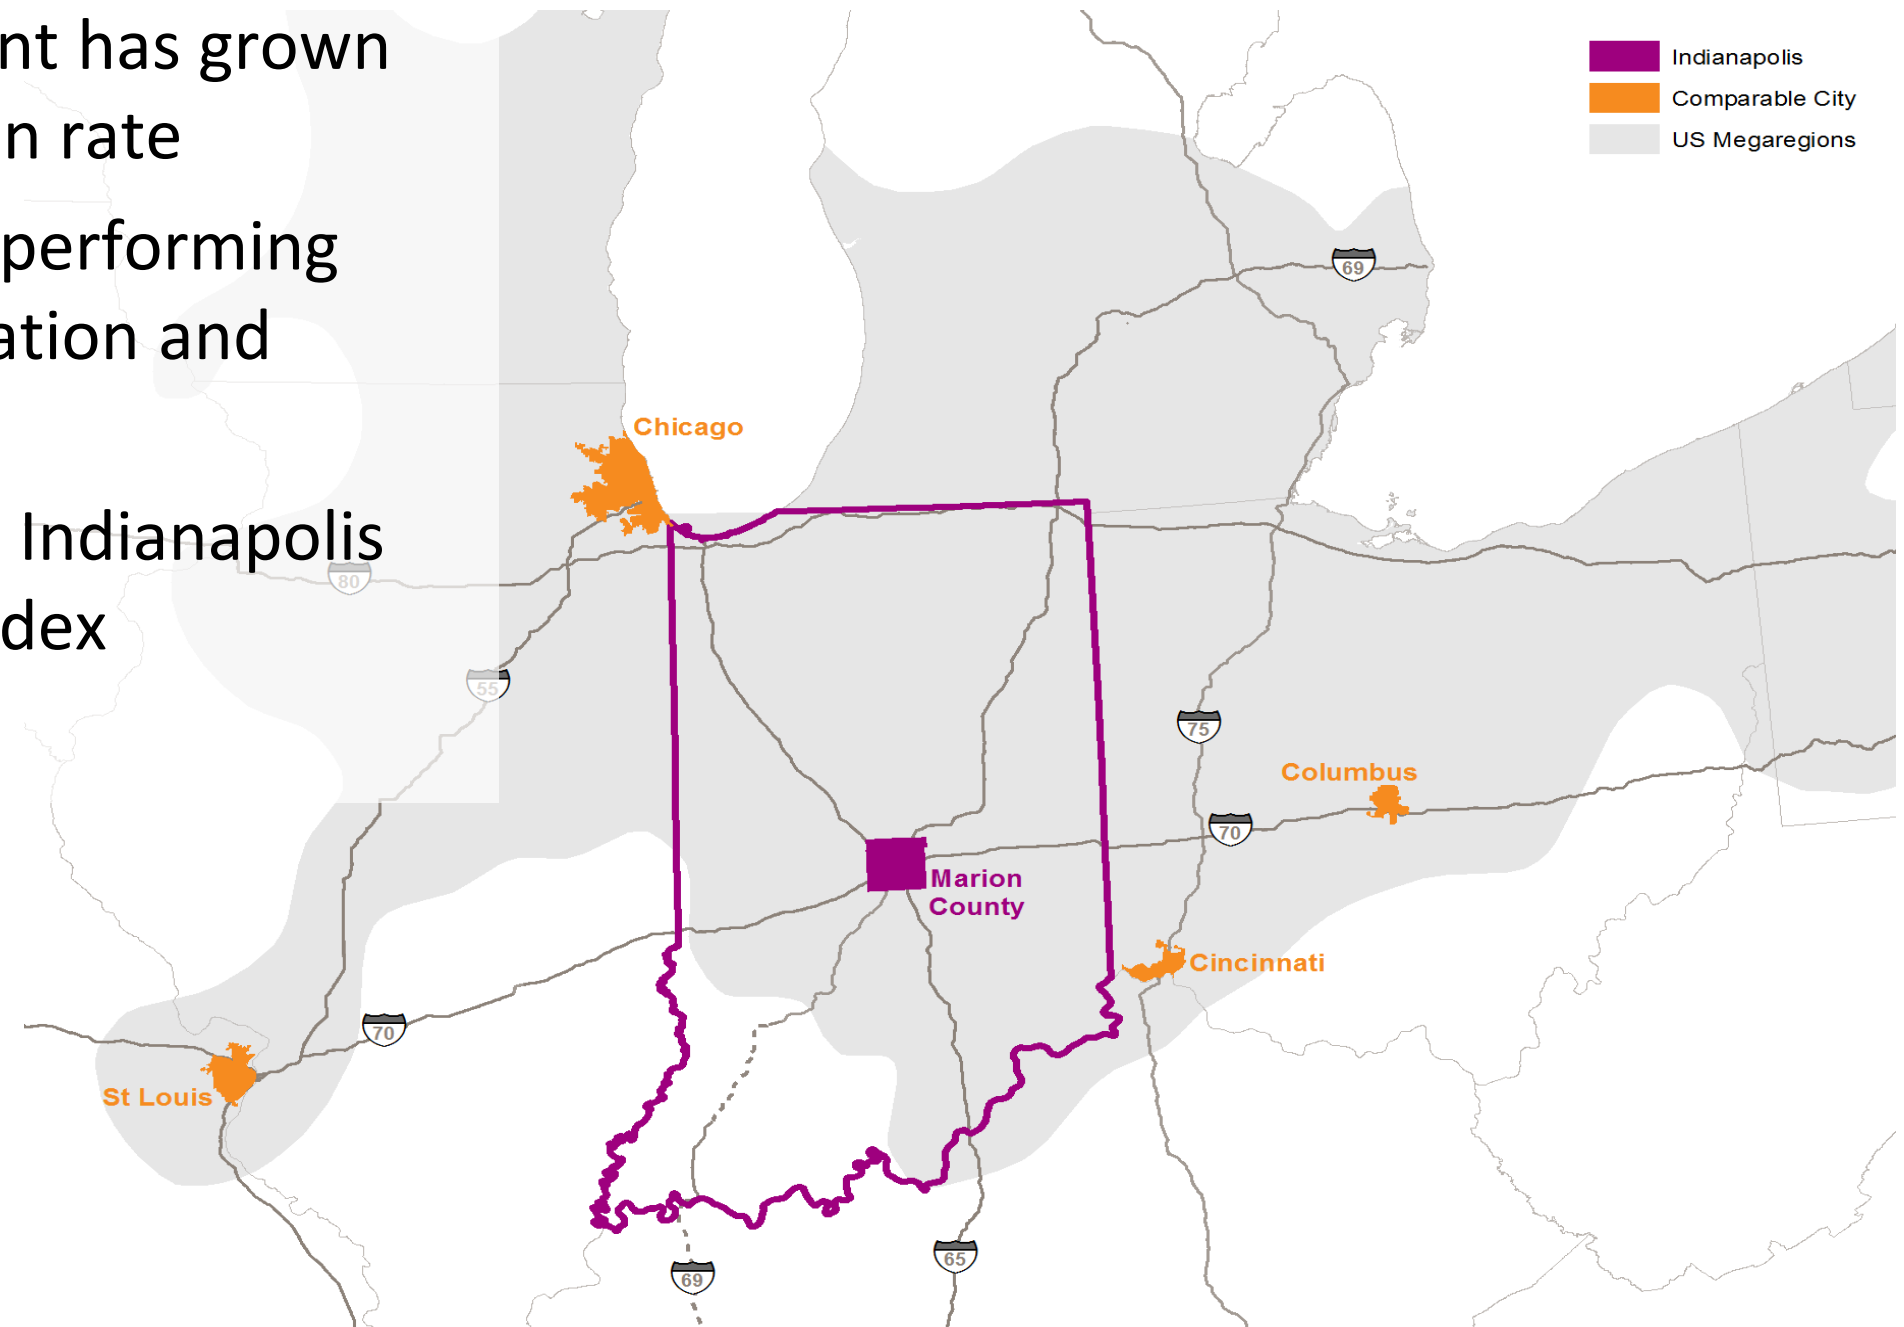 nt has grown
n rate
performing
ation and
Indianapolis
dex
Indianapolis
Comparable City
US Megaregions
69
Chicago
80
55
75
Columbus
70
Marion
County
Cincinnati
70
St Louis
65
69